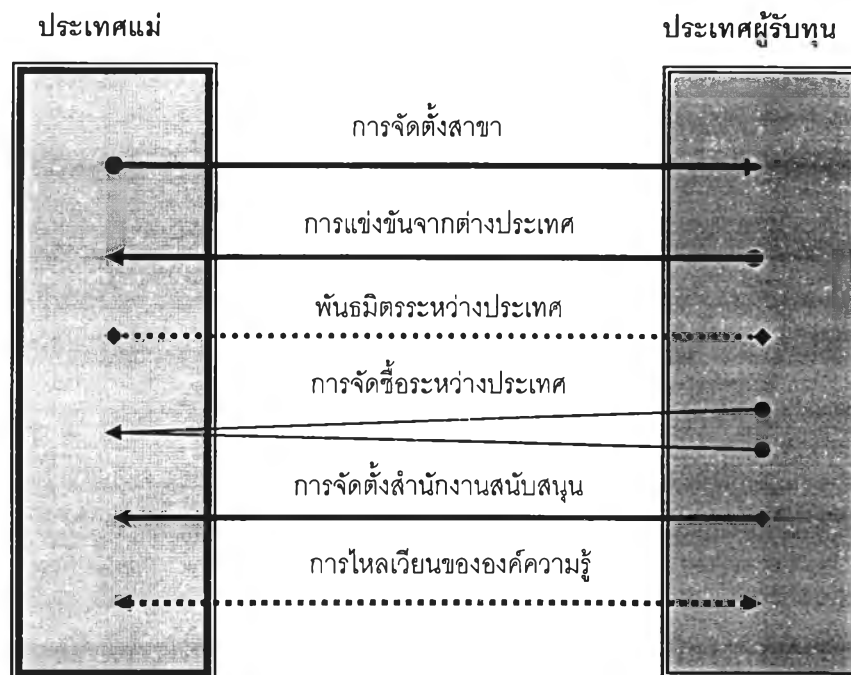 ประเทศแม่
ประเทศผู้รับทุน
การจัดตั้งสาขา
การแข่งขันจากต่างประเทศ
พันธมิตรระหว่างประเทศ
การจัดซื้อระหว่างประเทศ
การจัดตั้งสำนักงานสนับสนุน
การไหลเวียนขององค์ความรู้